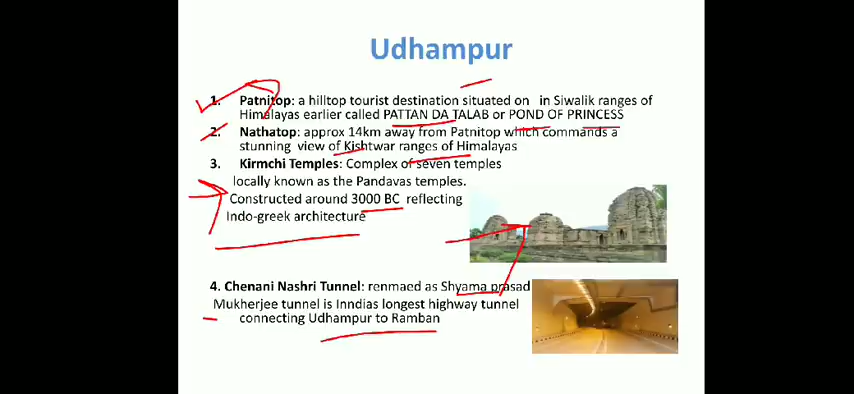 Udhampur
1. Patnitop: a hilltop tourist destination situated on in Siwalik ranges of
Himalayas earlier called PATTAN DA TALAB or POND OF PRINCESS
2. Nathatop: approx 14km away from Patnitop which commands a
stunning view of Kishtwar ranges of Himalayas
3. Kirmchi Temples: Complex of seven temples
locally known as the Pandavas temples.
Constructed around 3000 BC reflecting
Indo-greek architecture
4. Chenani Nashri Tunnel: renmaed as Shyama prasad
Mukherjee tunnel is Inndias longest highway tunnel
connecting Udhampur to Ramban